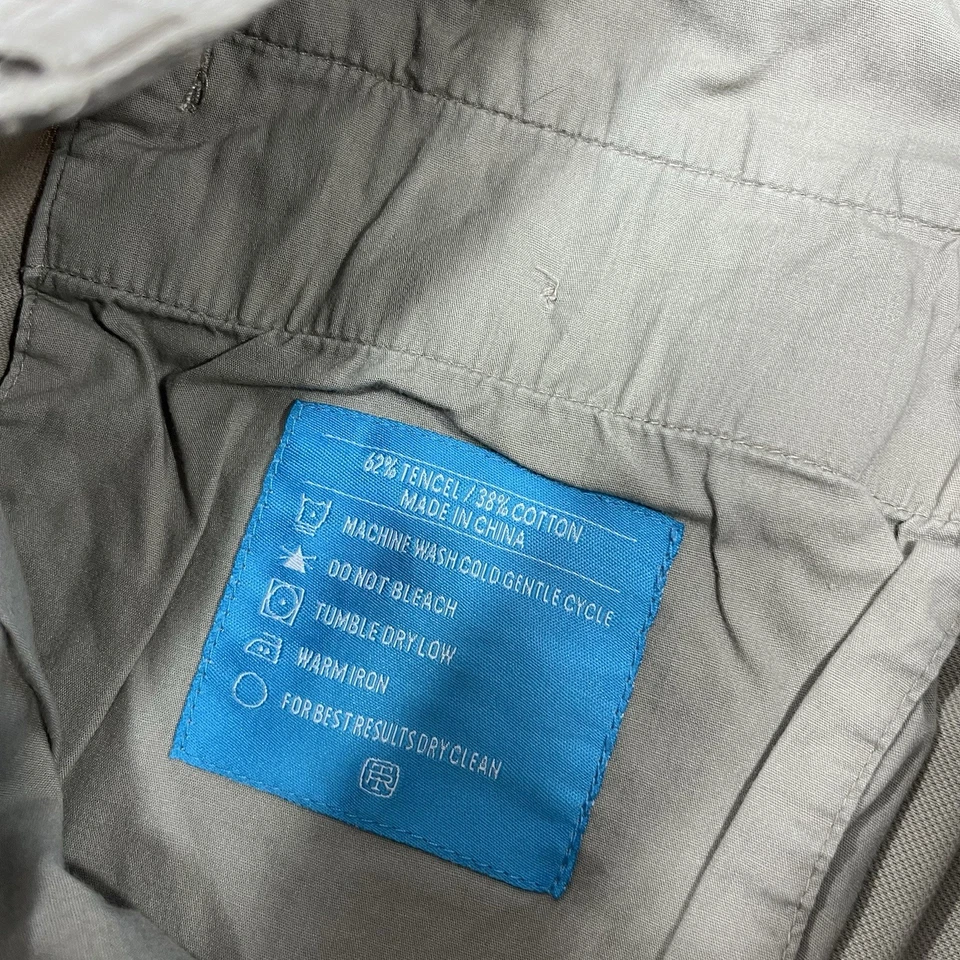 62% TENCEL / 38% COTTON
MADE IN CHINA
MACHINE WASH COLD GENTLE CYCLE
DO NOT BLEACH
TUMBLE DRY LOW
WARM IRON
FOR BEST RESULTS DRY CLEAN